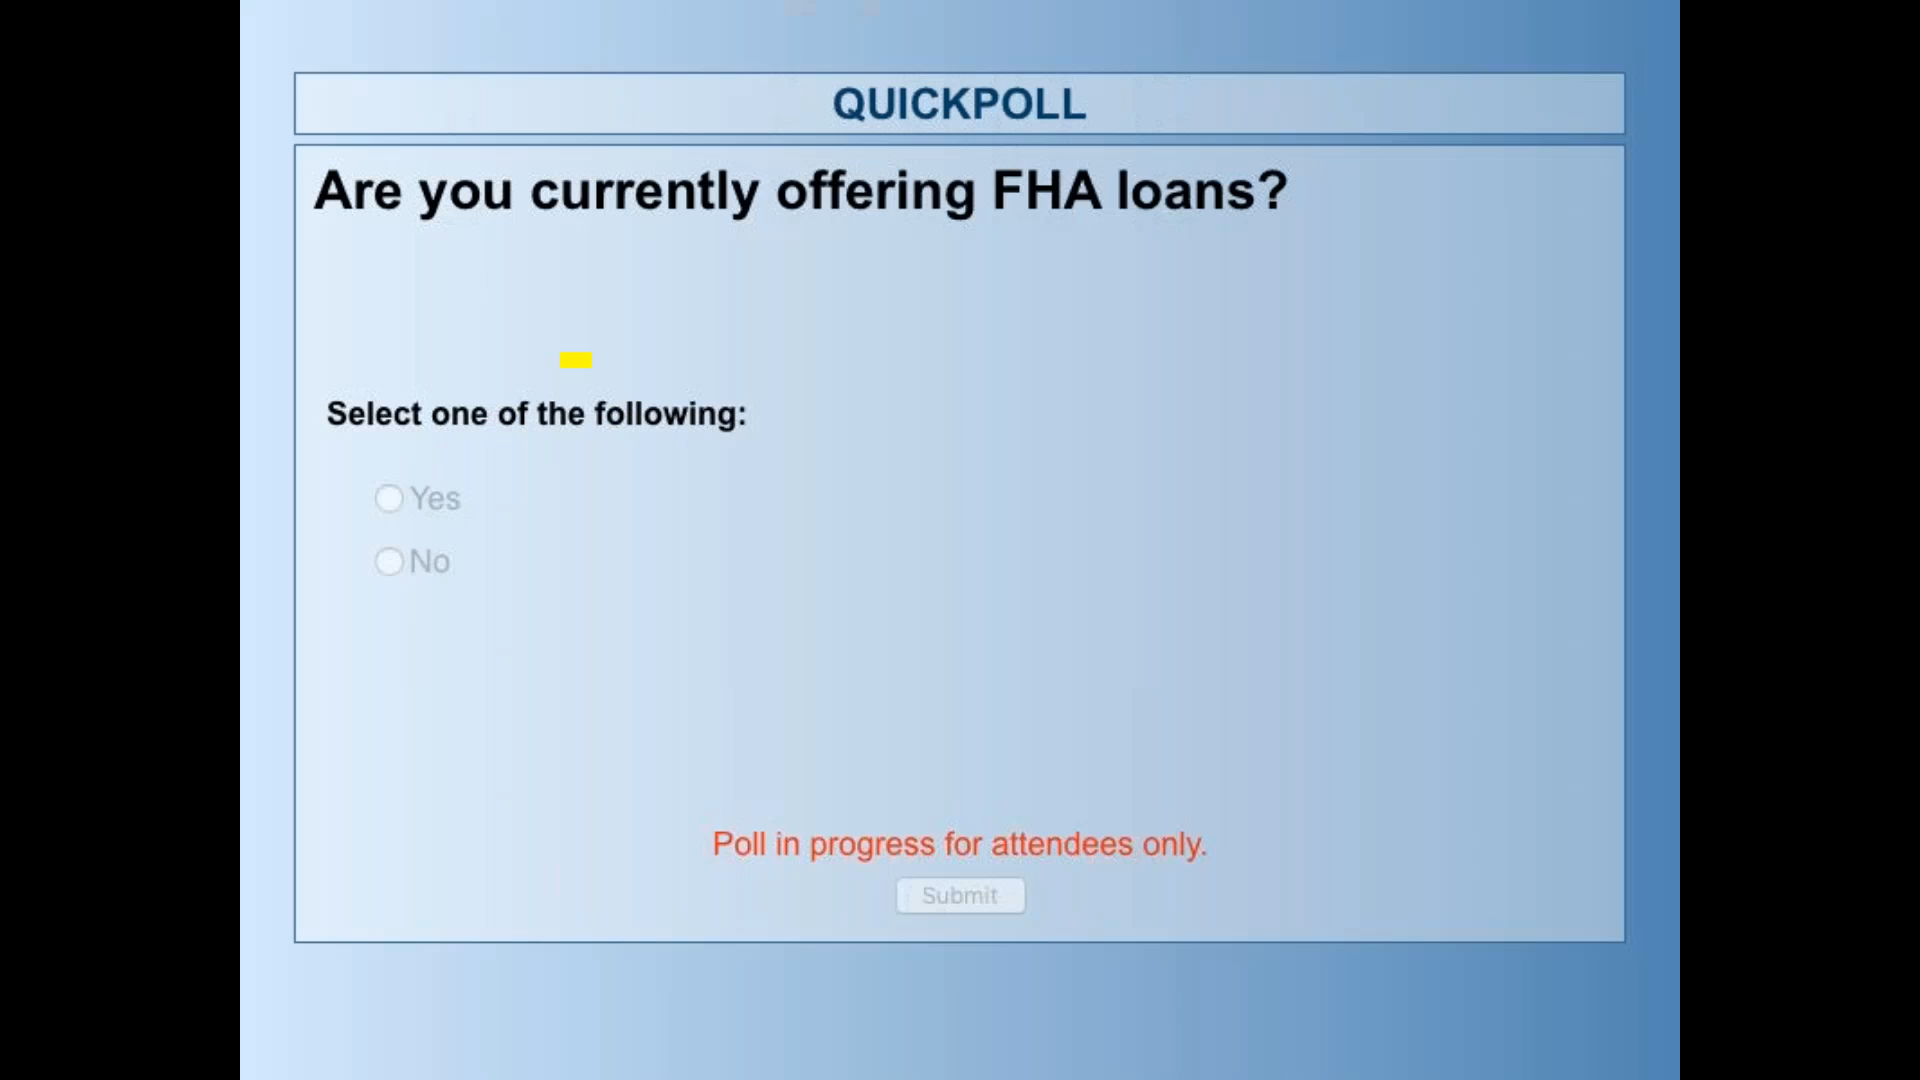 QUICKPOLL
Are you currently offering FHA loans?
Select one of the following:
Yes
No
Poll in progress for attendees only.
Submit